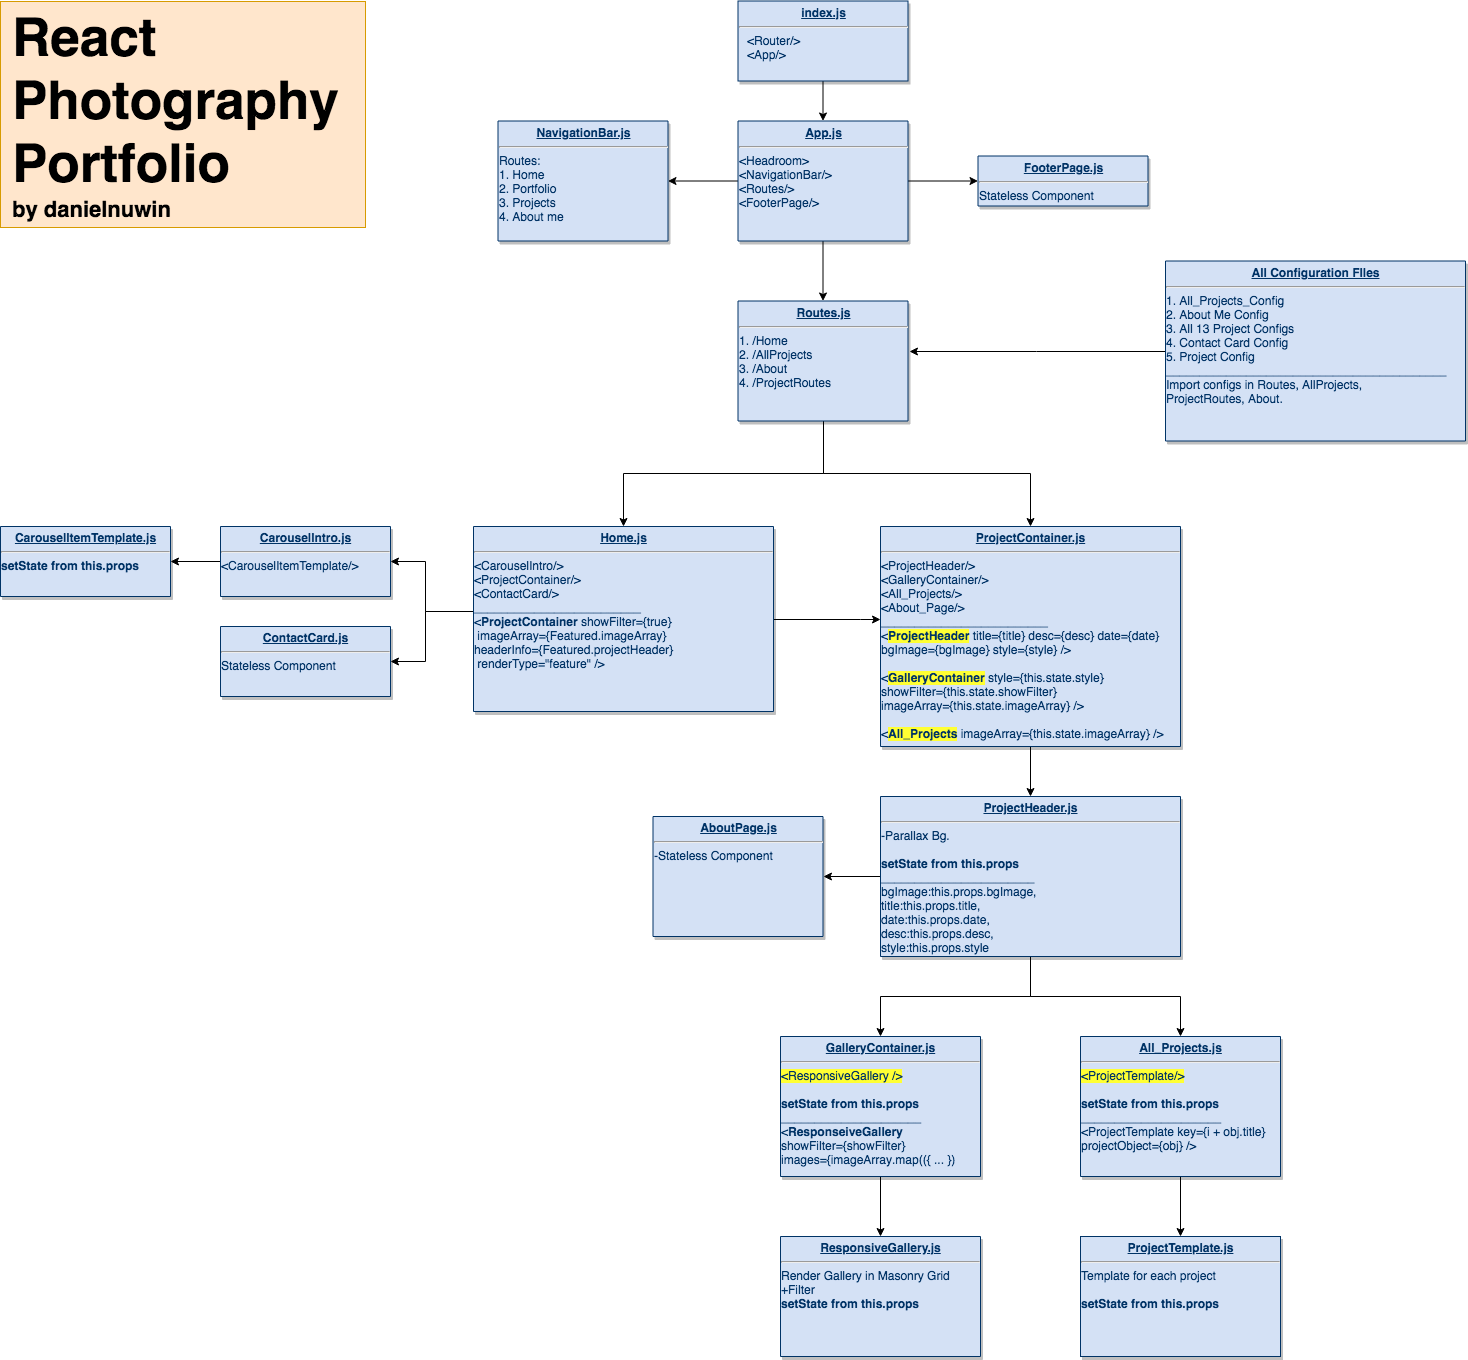 React
Photography
Portfolio
by danielnuwin
index.js
<Router/>
<App/>
NavigationBar.js
Routes:
1. Home
2. Portfolio
3. Projects
4. About me
App.js
<Headroom>
<NavigationBar/>
<Routes/>
<FooterPage/>
FooterPage.js
Stateless Component
Routes.js
1. /Home
2. /AllProjects
3. /About
4. /ProjectRoutes
All Configuration FIles
1. All_Projects_Config
2. About Me Config
3. All 13 Project Configs
4. Contact Card Config
5. Project Config
Import configs in Routes, AllProjects,
ProjectRoutes, About.
CarouselItemTemplate.js
setState from this.props
CarouselIntro.js
<CarouselItemTemplate/>
ContactCard.js
Stateless Component
Home.js
<CarouselIntro/>
<ProjectContainer/>
<ContactCard/>
<ProjectContainer showFilter={true}
imageArray={Featured.imageArray}
headerInfo={Featured.projectHeader}
renderType="feature" />
ProjectContainer.js
<ProjectHeader/>
<GalleryContainer/>
<All_Projects/>
<About_Page/>
<ProjectHeader title={title} desc={desc} date={date}
bgImage={bgImage} style={style} />
<GalleryContainer style={this.state.style}
showFilter={this.state.showFilter}
imageArray={this.state.imageArray} />
<All_Projects imageArray={this.state.imageArray} />
AboutPage.js
-Stateless Component
ProjectHeader.js
-Parallax Bg.
setState from this.props
bgImage:this.props.bgImage,
title:this.props.title,
date:this.props.date,
desc:this.props.desc,
style:this.props.style
GalleryContainer.js
<ResponsiveGallery />
setState from this.props
<ResponseiveGallery
showFilter={showFilter}
images={imageArray.map(({ ... })
All_Projects.js
<ProjectTemplate/>
setState from this.props
<ProjectTemplate key={i + obj.title}
projectObject={obj} />
ResponsiveGallery.js
Render Gallery in Masonry Grid
+Filter
setState from this.props
ProjectTemplate.js
Template for each project
setState from this.props